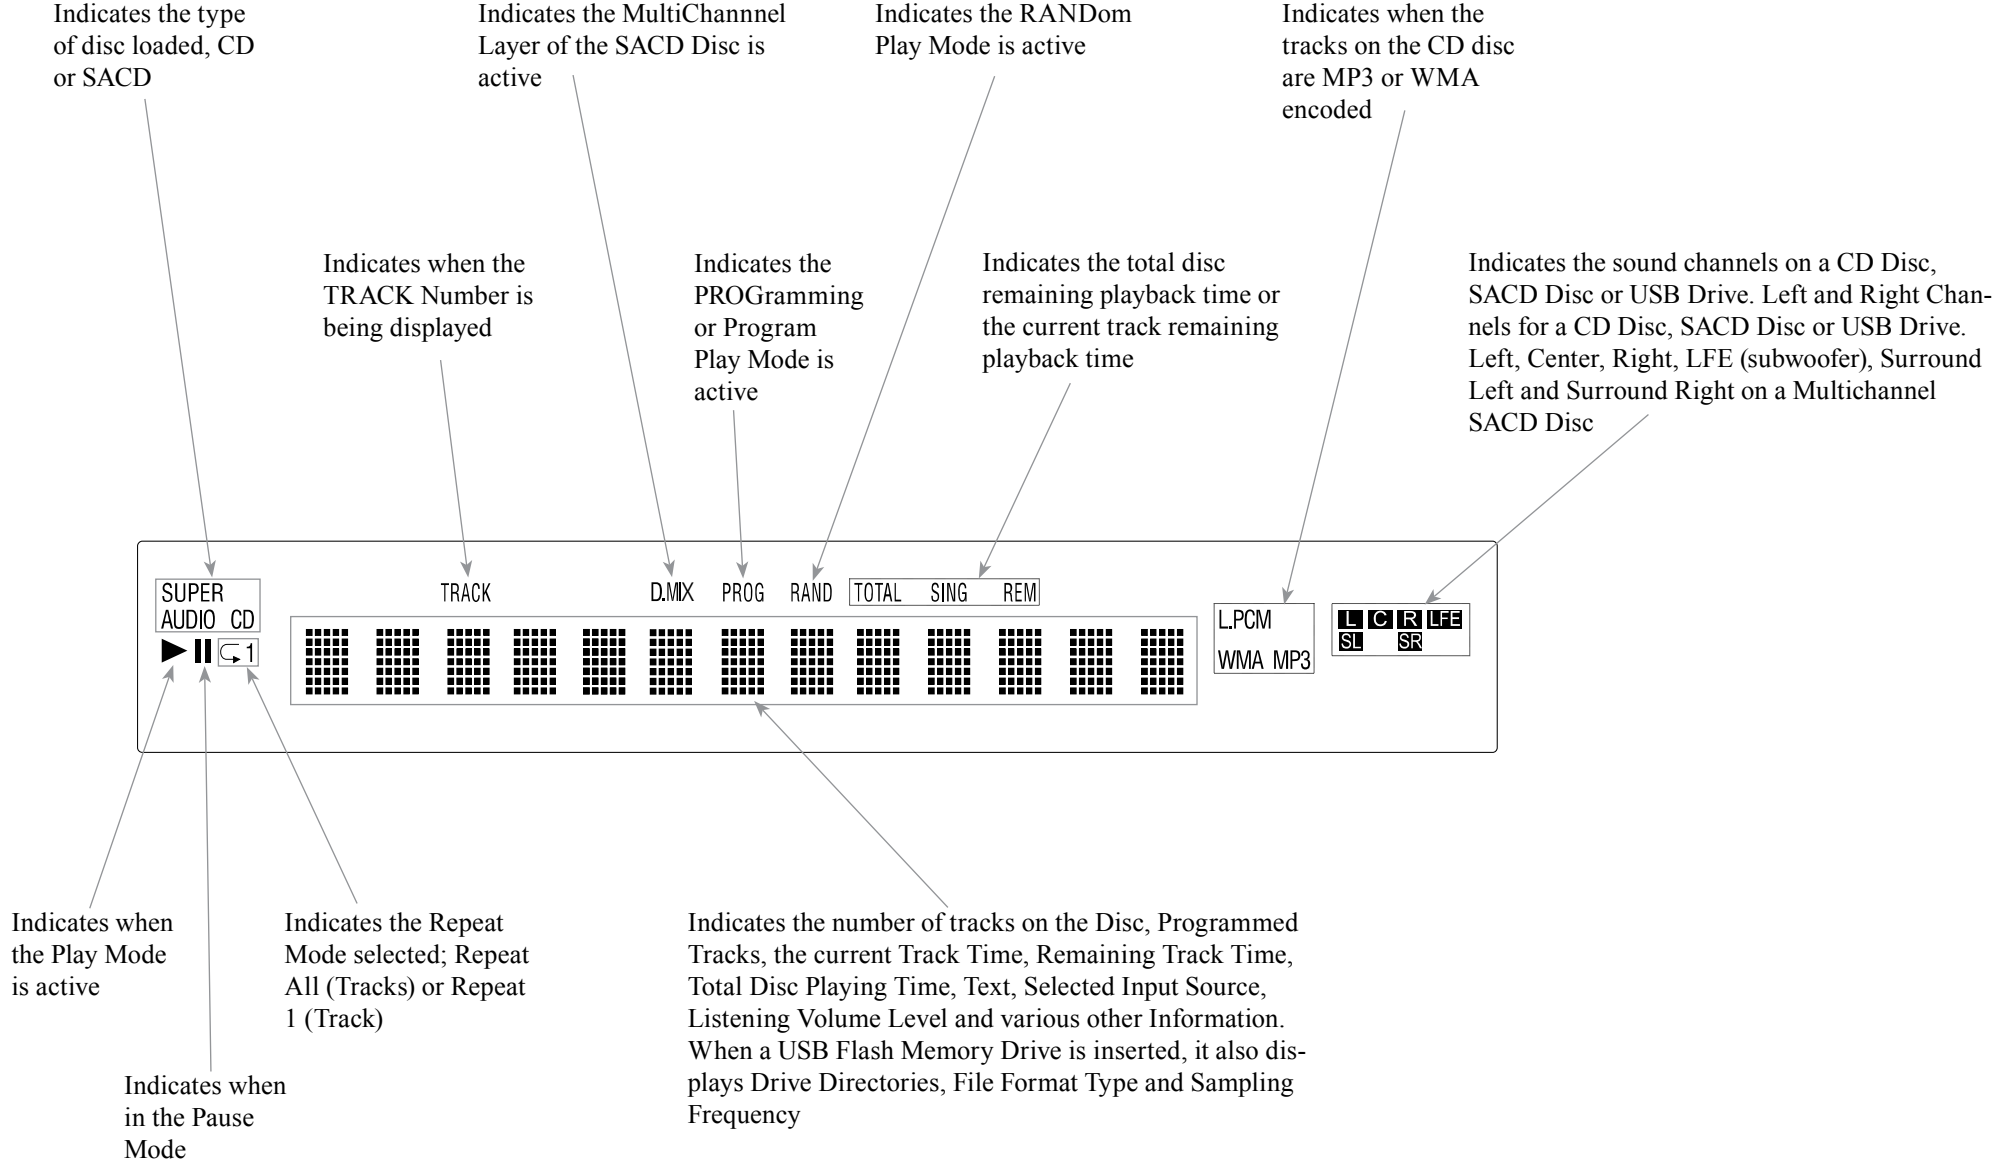 Indicates the type
of disc loaded, CD
or SACD
Indicates the MultiChannnel
Layer of the SACD Disc is
active
Indicates the RANDom
Play Mode is active
Indicates when the
tracks on the CD disc
are MP3 or WMA
encoded
Indicates when the
TRACK Number is
being displayed
Indicates the
PROGramming
or Program
Play Mode is
active
Indicates the total disc
remaining playback time or
the current track remaining
playback time
Indicates the sound channels on a CD Disc,
SACD Disc or USB Drive. Left and Right Chan-
nels for a CD Disc, SACD Disc or USB Drive.
Left, Center, Right, LFE (subwoofer), Surround
Left and Surround Right on a Multichannel
SACD Disc
SUPER
AUDIO CD
1
TRACK
D.MIX
PROG
RAND
TOTAL SING REM
L.PCM
WMA MP3
L C R LFE
SL SR
Indicates when
the Play Mode
is active
Indicates the Repeat
Mode selected; Repeat
All (Tracks) or Repeat
1 (Track)
Indicates when
in the Pause
Mode
Indicates the number of tracks on the Disc, Programmed
Tracks, the current Track Time, Remaining Track Time,
Total Disc Playing Time, Text, Selected Input Source,
Listening Volume Level and various other Information.
When a USB Flash Memory Drive is inserted, it also dis-
plays Drive Directories, File Format Type and Sampling
Frequency